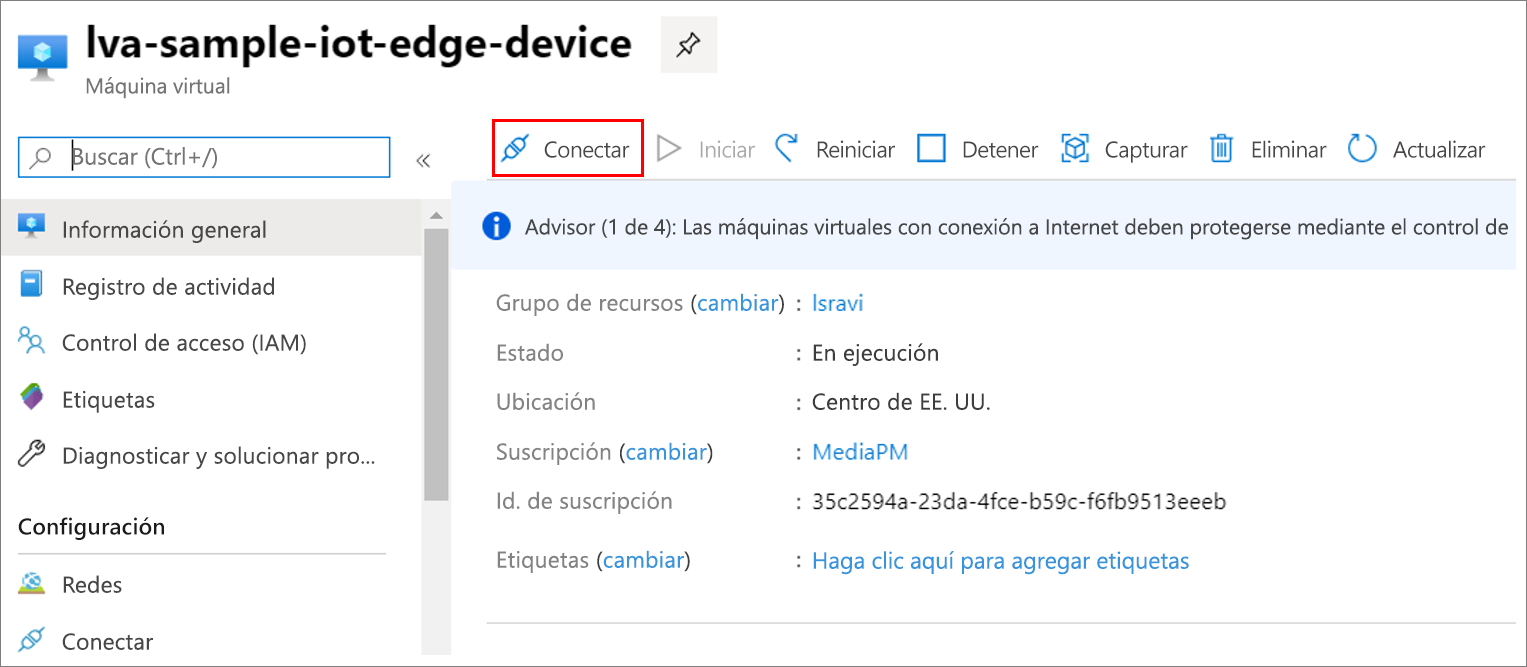 lva-sample-iot-edge-device
Máquina virtual
Buscar (Ctrl+/)
«
Conectar
Iniciar
Reiniciar
Detener
Capturar
Eliminar
Actualizar
Información general
Registro de actividad
Control de acceso (IAM)
Etiquetas
Diagnosticar y solucionar pro...
Configuración
Redes
Conectar
Advisor (1 de 4): Las máquinas virtuales con conexión a Internet deben protegerse mediante el control de
Grupo de recursos (cambiar) : lsravi
Estado : En ejecución
Ubicación : Centro de EE. UU.
Suscripción (cambiar) : MediaPM
Id. de suscripción : 35c2594a-23da-4fce-b59c-f6fb9513eeeb
Etiquetas (cambiar) : Haga clic aquí para agregar etiquetas